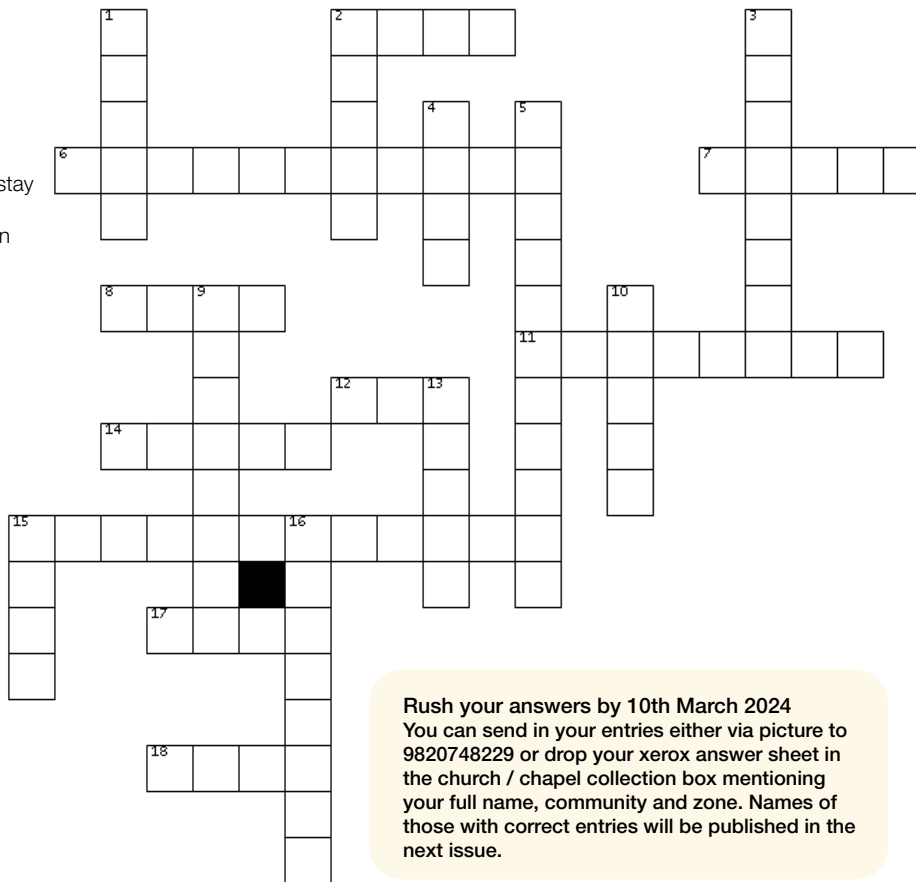 1 2 3
4 5
6 7
stay
n
8 9 10
11
12 13
14
15 16
17
18
Rush your answers by 10th March 2024
You can send in your entries either via picture to
9820748229 or drop your xerox answer sheet in
the church / chapel collection box mentioning
your full name, community and zone. Names of
those with correct entries will be published in the
next issue.